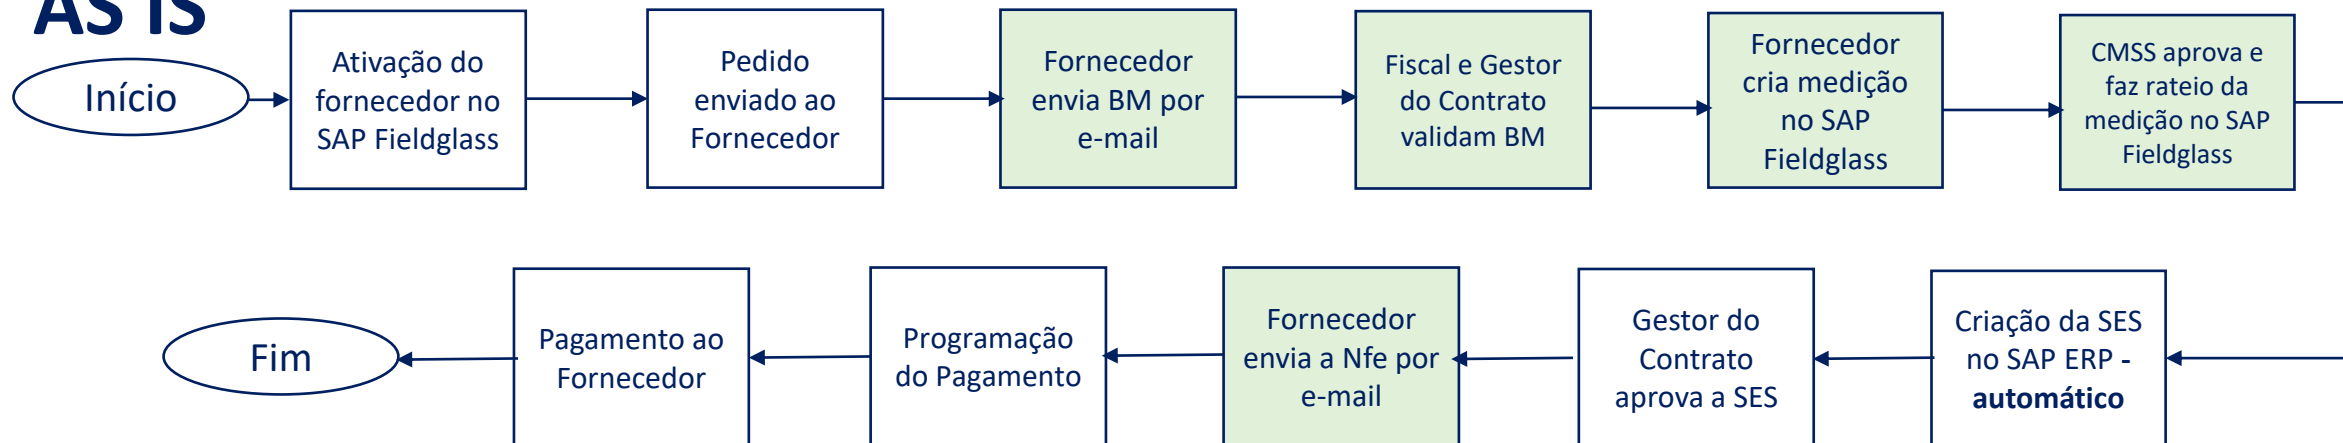 AS IS
Início
Ativação do
fornecedor no
SAP Fieldglass
Pedido
enviado ao
Fornecedor
Fornecedor
envia BM por
e-mail
Fiscal e Gestor
do Contrato
validam BM
Fornecedor
cria medição
no SAP
Fieldglass
CMSS aprova e
faz rateio da
medição no SAP
Fieldglass
Criação da SES
no SAP ERP -
automático
Gestor do
Contrato
aprova a SES
Fornecedor
envia a Nfe por
e-mail
Programação
do Pagamento
Pagamento ao
Fornecedor
Fim